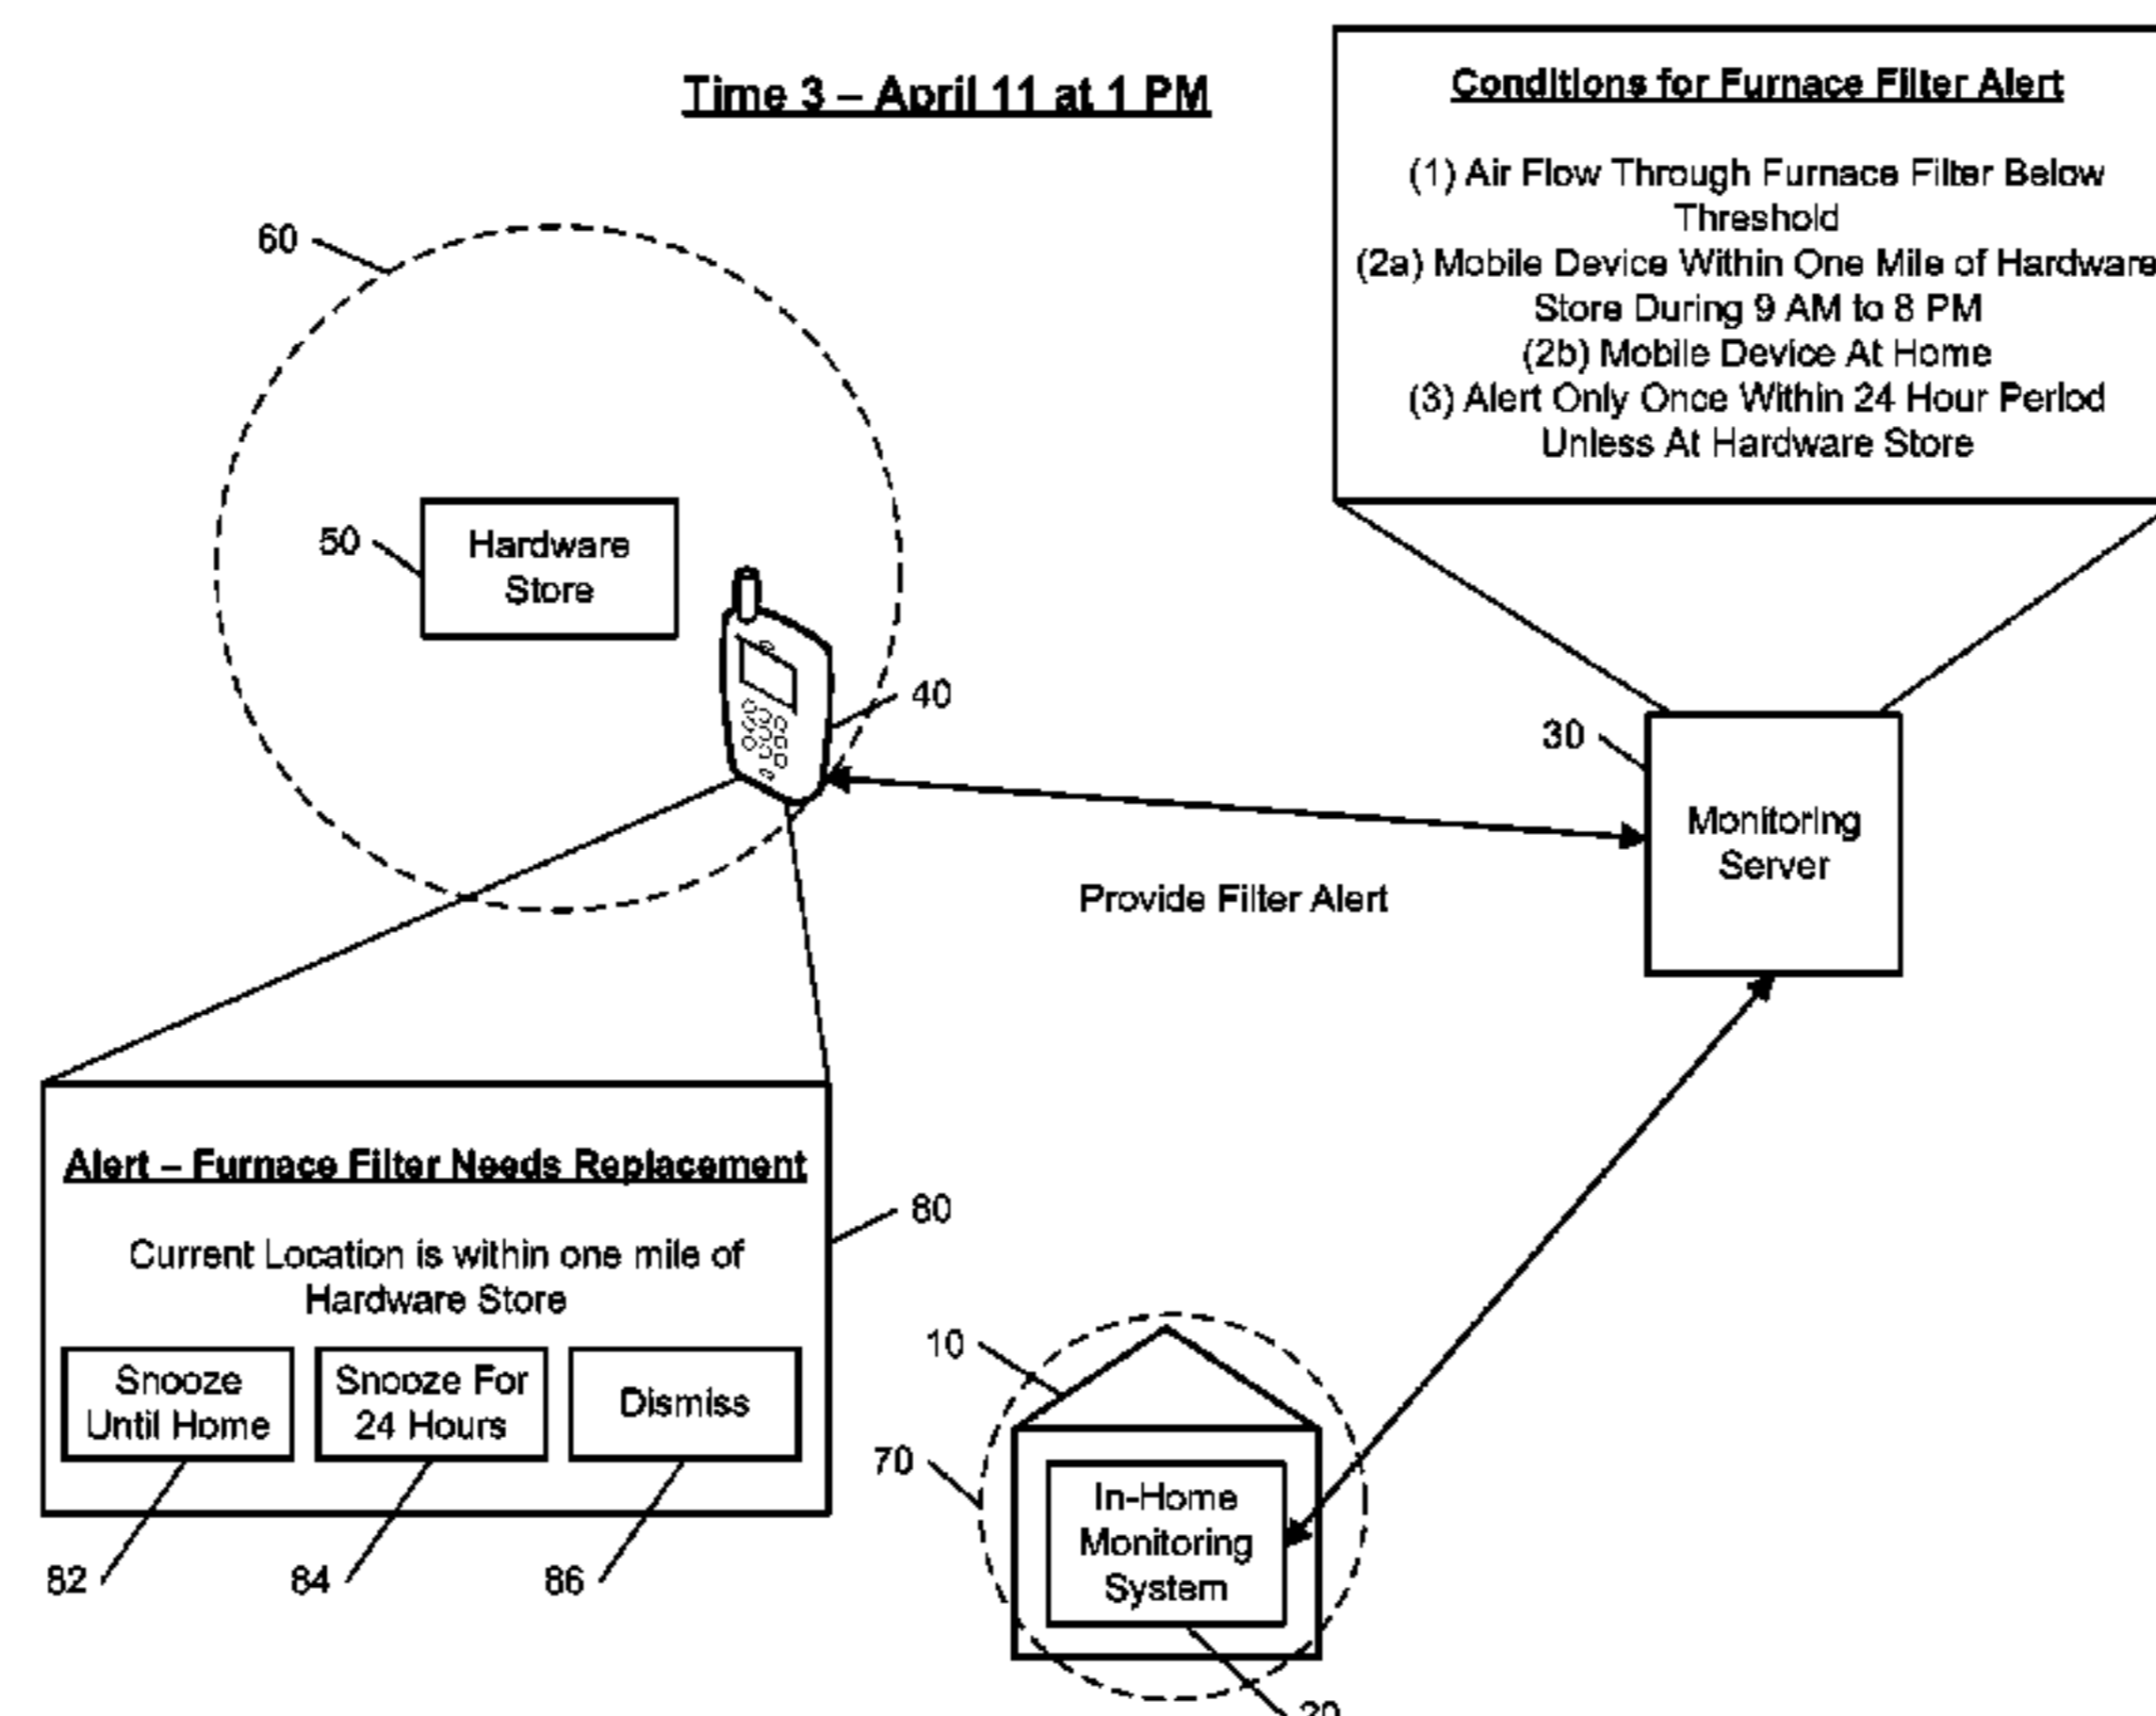 Time 3 – April 11 at 1 PM
Conditions for Furnace Filter Alert
(1) Air Flow Through Furnace Filter Below
Threshold
(2a) Mobile Device Within One Mile of Hardware
Store During 9 AM to 8 PM
(2b) Mobile Device At Home
(3) Alert Only Once Within 24 Hour Period
Unless At Hardware Store
60
50
Hardware
Store
40
30
Monitoring
Server
Provide Filter Alert
Alert – Furnace Filter Needs Replacement
Current Location is within one mile of
Hardware Store
80
Snooze
Until Home
Snooze For
24 Hours
Dismiss
82
84
86
10
70
In-Home
Monitoring
System
20